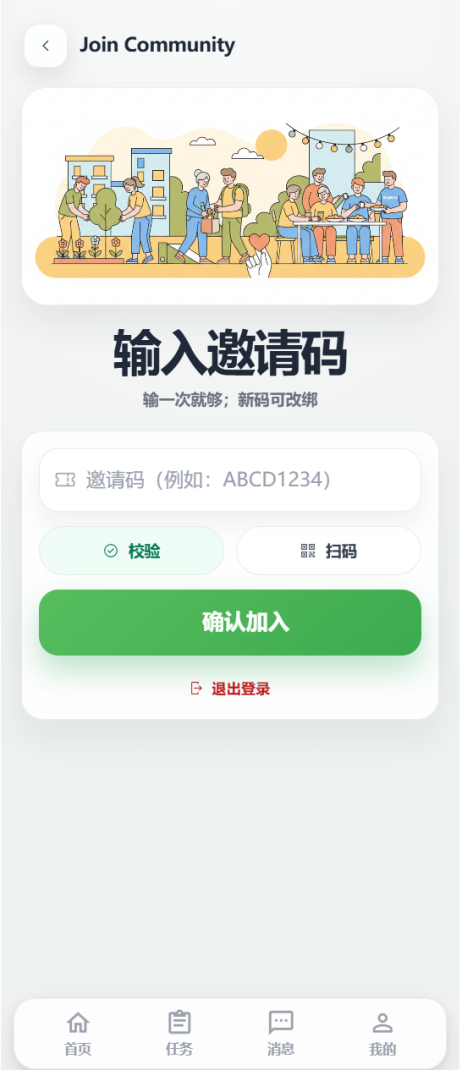 Join Community
输入邀请码
输一次就够；新码可改绑
邀请码（例如：ABCD1234）
校验
扫码
确认加入
退出登录
首页
任务
消息
我的